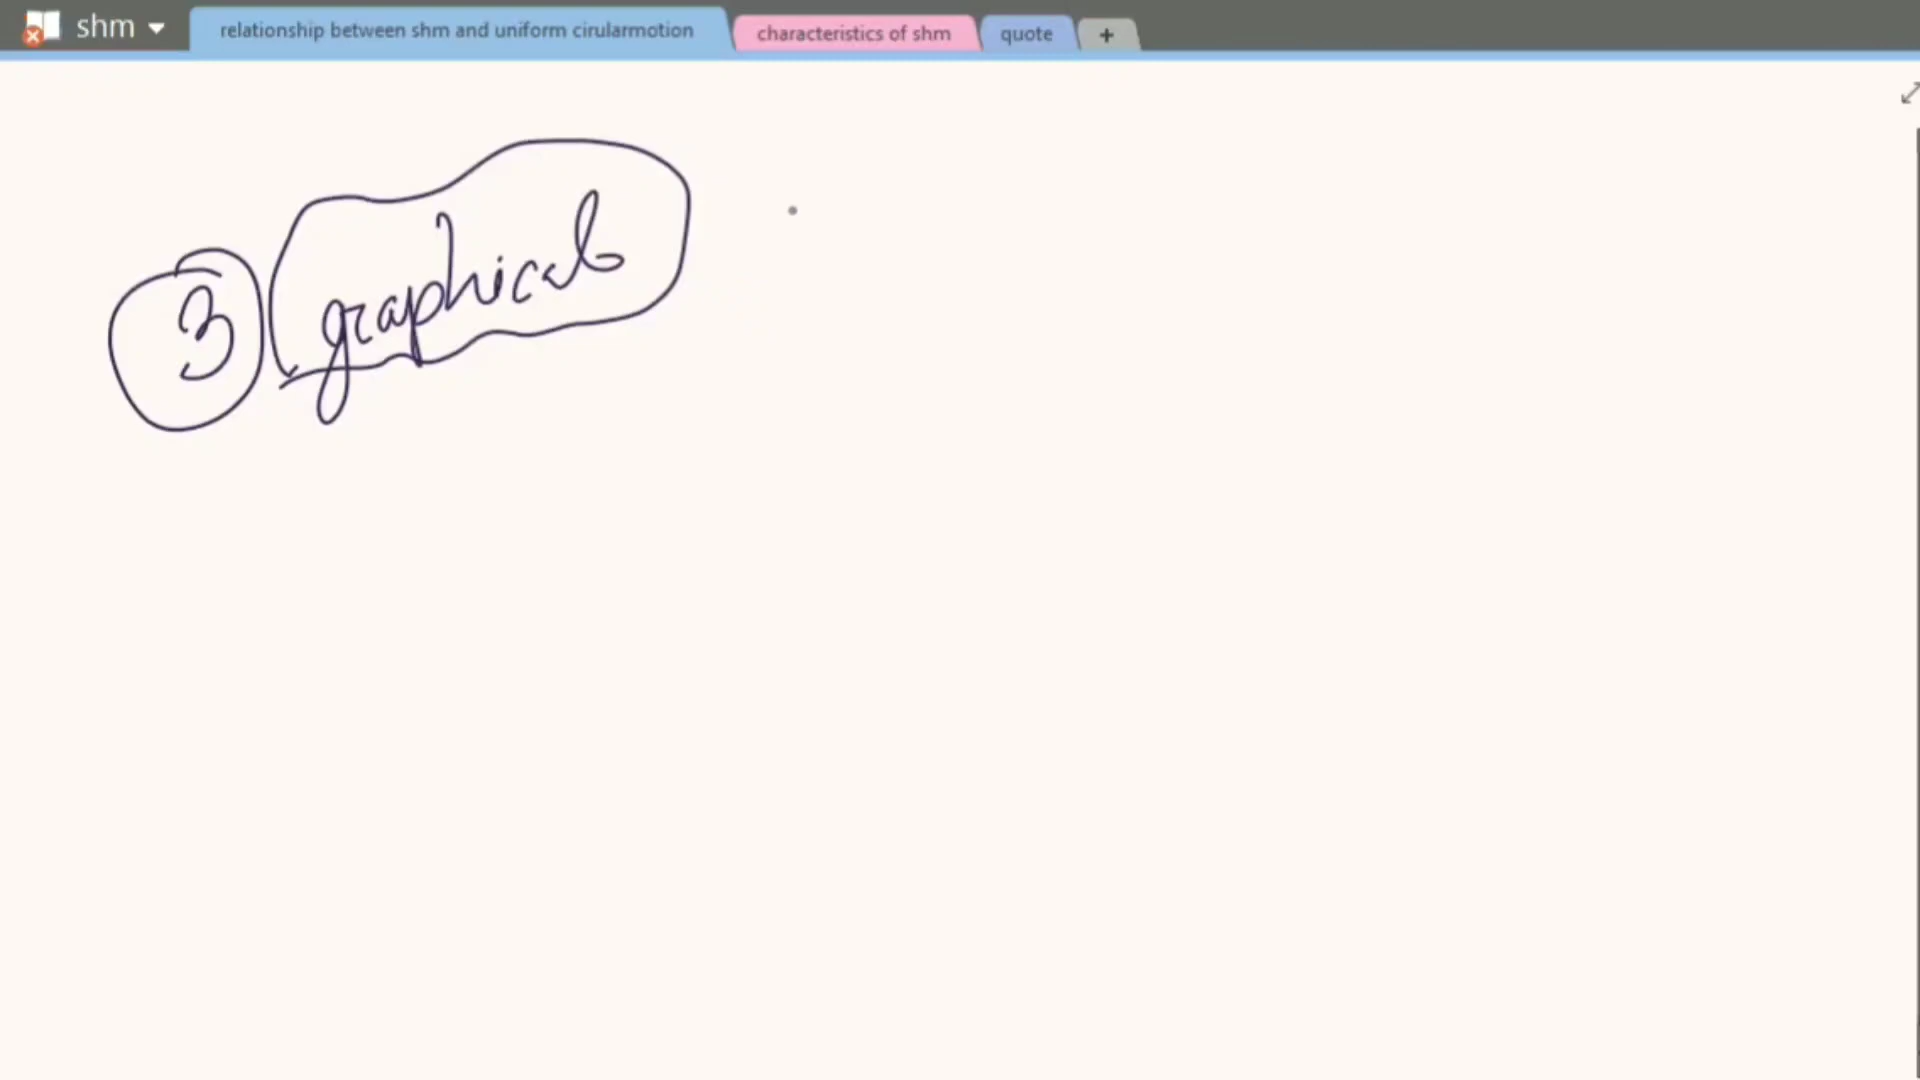 shm
relationship between shm and uniform cirularmotion
characteristics of shm
quote
+
3 graphical